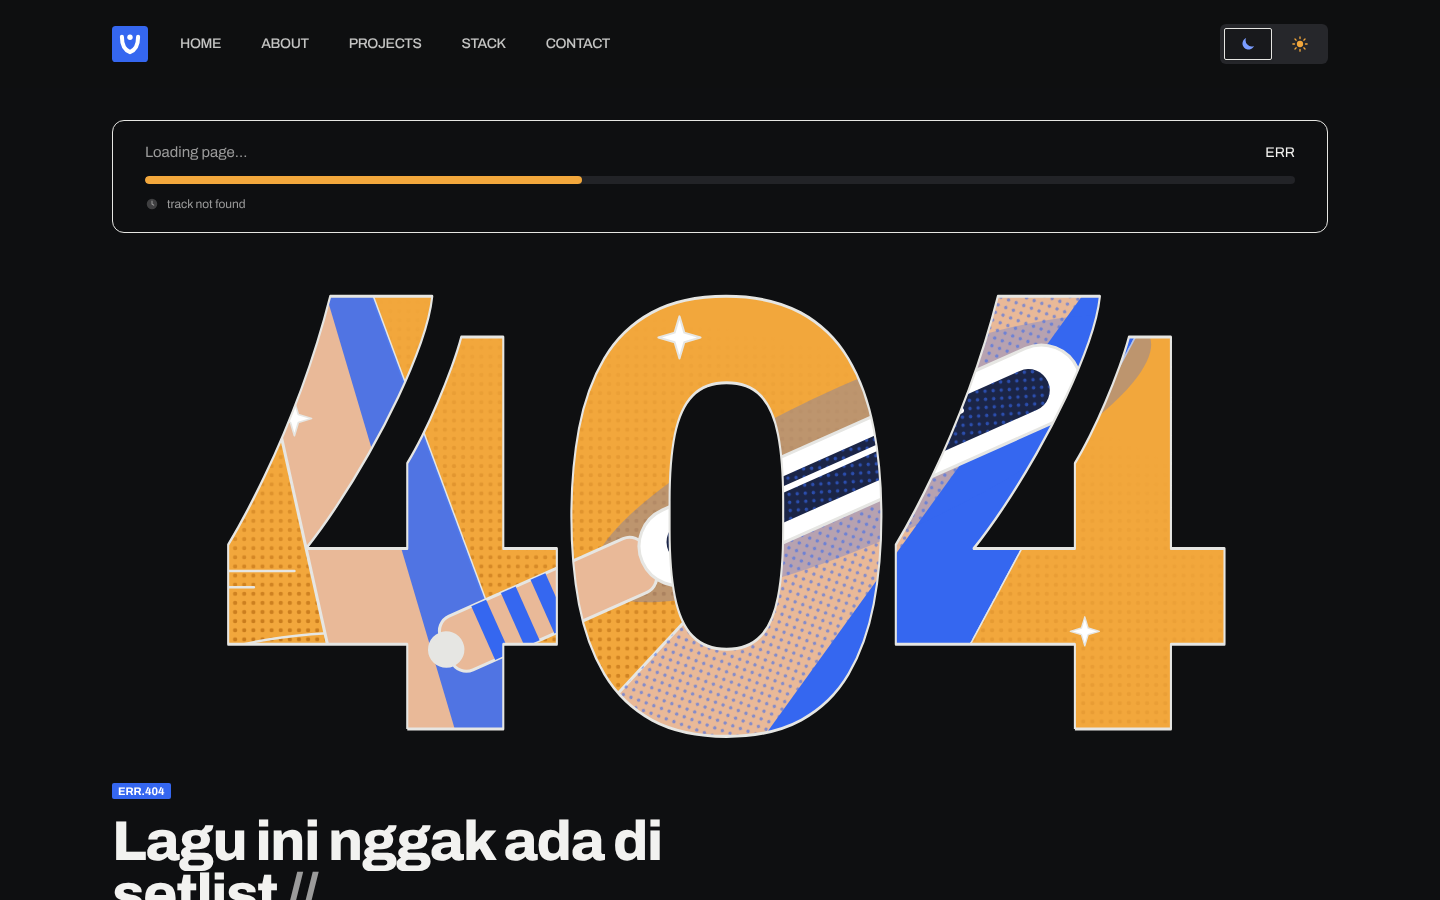 HOME
ABOUT
PROJECTS
STACK
CONTACT
Loading page...
ERR
track not found
404
ERR.404
Lagu ini nggak ada di
setlist //